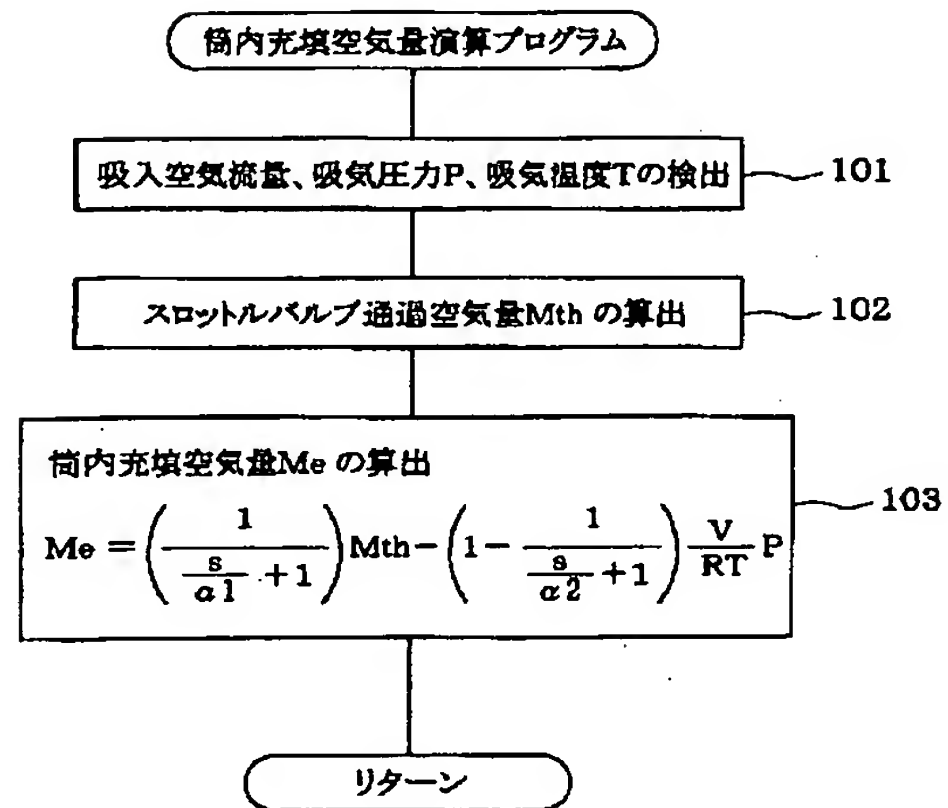 筒内充填空気量演算プログラム
吸入空気流量、吸気圧力P、吸気温度Tの検出
101
スロットルバルブ通過空気量Mth の算出
102
筒内充填空気量Me の算出
Me = ( 1 / ( s / α1 + 1 ) ) Mth − ( 1 − 1 / ( s / α2 + 1 ) ) V / RT P
103
リターン